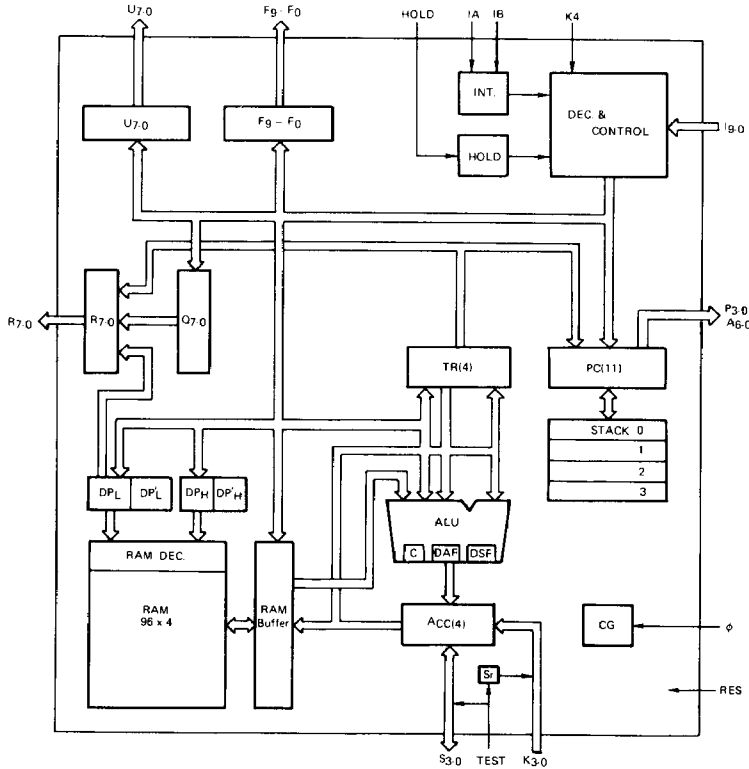 U7-0
F9 - F0
HOLD
IA
IB
K4
INT.
DEC. &
CONTROL
U7-0
F9 - F0
HOLD
I9-0
R7-0
R7-0
Q7-0
P3-0
A6-0
TR(4)
PC(11)
STACK 0
1
2
3
DPL
DP'L
DPH
DP'H
ALU
C
DAF
DSF
RAM DEC.
RAM
96 x 4
RAM
Buffer
ACC(4)
CG
φ
Sr
RES
S3-0
TEST
K3-0